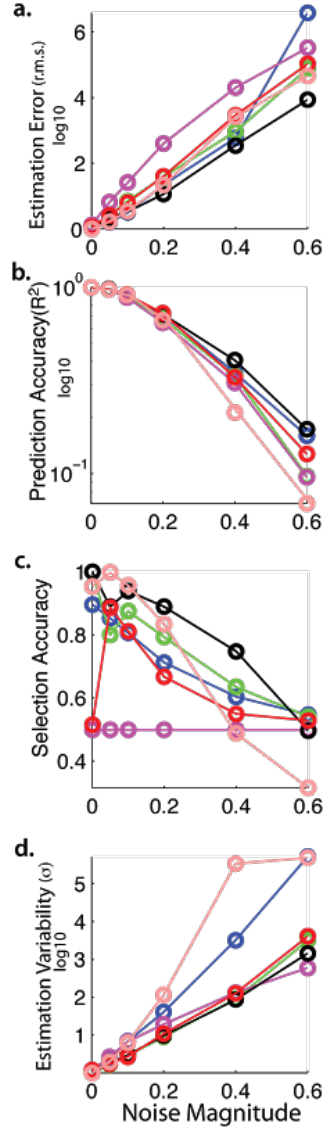 a.
Estimation Error (r.m.s.)
log10
6
4
2
0
0 0.2 0.4 0.6
b.
Prediction Accuracy(R²)
log10
10⁰
10⁻¹
0 0.2 0.4 0.6
c.
Selection Accuracy
1
0.8
0.6
0.4
0 0.2 0.4 0.6
d.
Estimation Variability (σ)
log10
5
4
3
2
1
0 0.2 0.4 0.6
Noise Magnitude